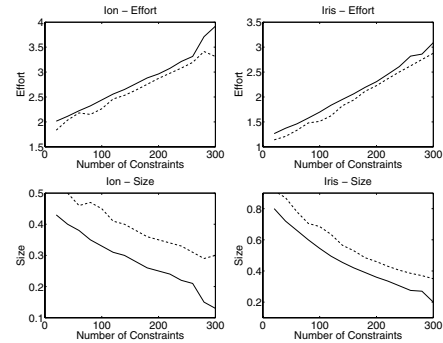 Ion – Effort
4
3.5
3
2.5
2
1.5
0 100 200 300
Effort
Number of Constraints
Iris – Effort
3.5
3
2.5
2
1.5
1
0 100 200 300
Effort
Number of Constraints
Ion – Size
0.5
0.4
0.3
0.2
0.1
0 100 200 300
Size
Number of Constraints
Iris – Size
0.8
0.6
0.4
0.2
0 100 200 300
Size
Number of Constraints